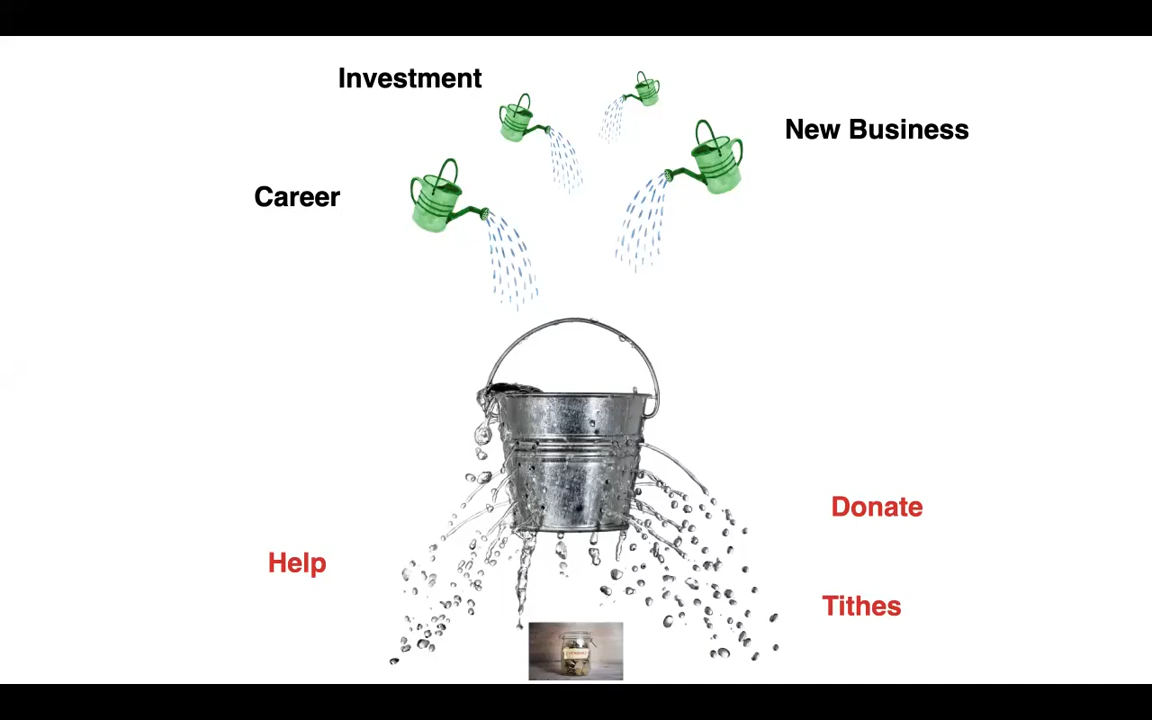 Investment
New Business
Career
Donate
Help
Tithes